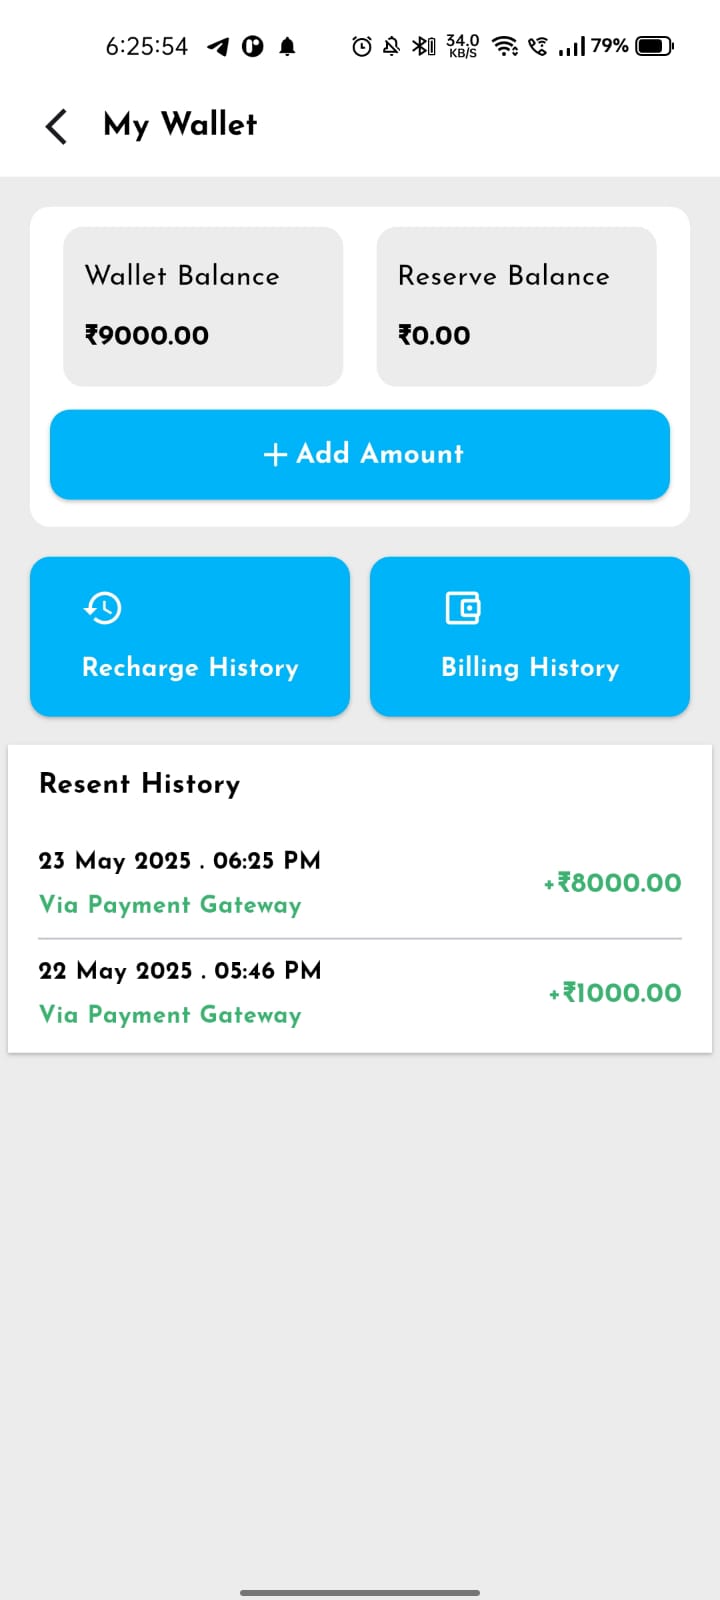 6:25:54 34.0 KB/S 79%
My Wallet
Wallet Balance
₹9000.00
Reserve Balance
₹0.00
+ Add Amount
Recharge History
Billing History
Resent History
23 May 2025 . 06:25 PM
+₹8000.00
Via Payment Gateway
22 May 2025 . 05:46 PM
+₹1000.00
Via Payment Gateway